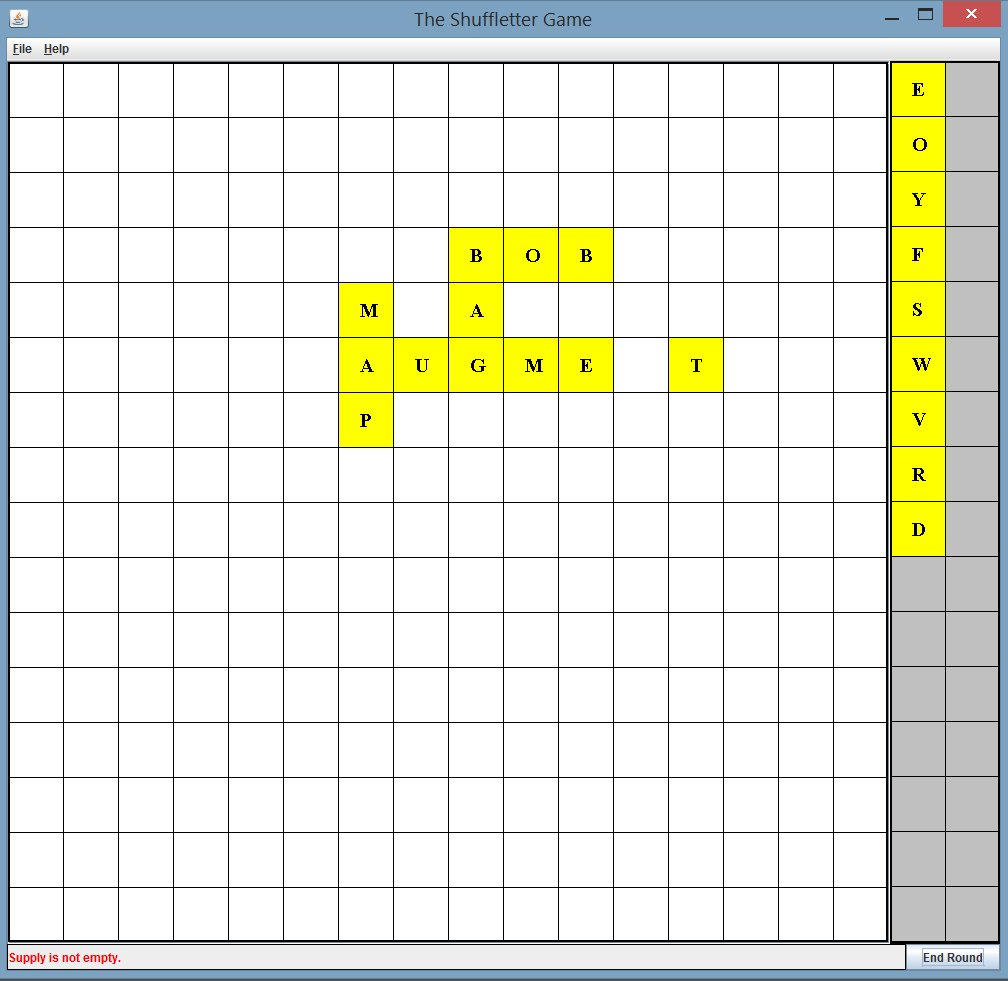 The Shuffletter Game
File Help
E
O
Y
B O B F
M A S
A U G M E T W
P V
R
D
Supply is not empty. End Round